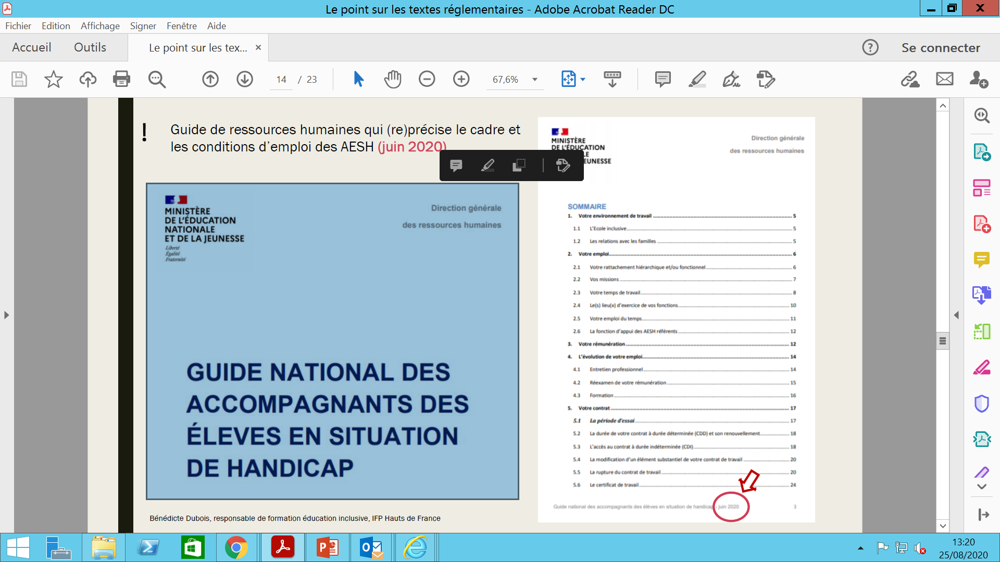 Le point sur les textes réglementaires - Adobe Acrobat Reader DC
Fichier Edition Affichage Signer Fenêtre Aide
Accueil Outils Le point sur les tex... × ? Se connecter
14 / 23 67,6%
! Guide de ressources humaines qui (re)précise le cadre et
les conditions d'emploi des AESH (juin 2020)
MINISTÈRE
DE L'ÉDUCATION
NATIONALE
ET DE LA JEUNESSE
Liberté
Égalité
Fraternité
Direction générale
des ressources humaines
GUIDE NATIONAL DES
ACCOMPAGNANTS DES
ÉLEVES EN SITUATION
DE HANDICAP
Bénédicte Dubois, responsable de formation éducation inclusive, IFP Hauts de France
MINISTÈRE
DE L'ÉDUCATION
LE
EUNESSE
Direction générale
des ressources humaines
SOMMAIRE
1. Votre environnement de travail 5
1.1 L'Ecole inclusive 5
1.2 Les relations avec les familles 5
2. Votre emploi 6
2.1 Votre rattachement hiérarchique et/ou fonctionnel 6
2.2 Vos missions 7
2.3 Votre temps de travail 8
2.4 Le(s) lieu(x) d'exercice de vos fonctions 10
2.5 Votre emploi du temps 11
2.6 La fonction d'appui des AESH référents 12
3. Votre rémunération 12
4. L'évolution de votre emploi 14
4.1 Entretien professionnel 14
4.2 Réexamen de votre rémunération 15
4.3 Formation 16
5. Votre contrat 17
5.1 La période d'essai 17
5.2 La durée de votre contrat à durée déterminée (CDD) et son renouvellement 18
5.3 L'accès au contrat à durée indéterminée (CDI) 18
5.4 La modification d'un élément substantiel de votre contrat de travail 20
5.5 La rupture du contrat de travail 20
5.6 Le certificat de travail 24
Guide national des accompagnants des élèves en situation de handicap - juin 2020 3
13:20
25/08/2020